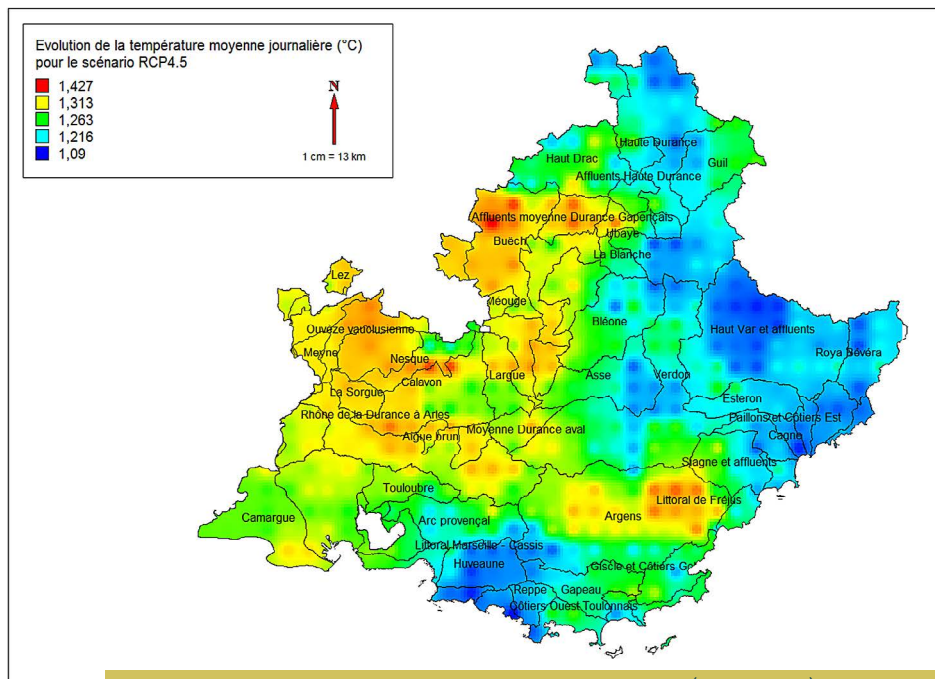 Evolution de la température moyenne journalière (°C)
pour le scénario RCP4.5
1,427
1,313
1,263
1,216
1,09
N
1 cm = 13 km
Haute Durance
Haut Drac
Guil
Affluents Haute Durance
Affluents moyenne Durance Gapençais
Ubaye
Buëch
La Blanche
Lez
Méouge
Bléone
Ouvèze vauclusienne
Haut Var et affluents
Meyne
Nesque
Roya Bévéra
Calavon
Largue
Asse
Verdon
La Sorgue
Esteron
Rhône de la Durance à Arles
Paillons et Côtiers Est
Aigue brun
Moyenne Durance aval
Cagne
Siagne et affluents
Touloubre
Littoral de Fréjus
Camargue
Arc provençal
Argens
Littoral Marseille - Cassis
Huveaune
Giscle et Côtiers Go
Reppe
Gapeau
Côtiers Ouest Toulonnais